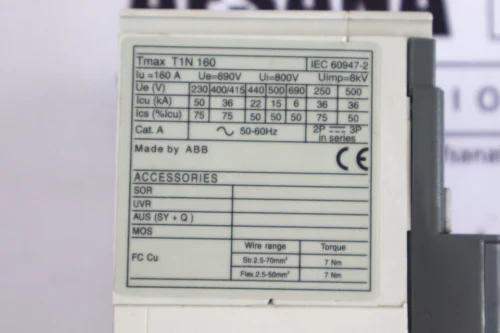 Tmax T1N 160 IEC 60947-2
Iu=160 A Ue=690V Ui=800V Uimp=8kV
Ue (V) 230 400/415 440 500 690 250 500
Icu (kA) 50 36 22 15 6 36 36
Ics (%Icu) 75 75 50 50 50 75 50
Cat. A 50-60Hz 2P 3P
in series
Made by ABB CE
ACCESSORIES
SOR
UVR
AUS (SY + Q)
MOS
Wire range Torque
FC Cu Str.2.5-70mm² 7 Nm
Flex.2.5-50mm² 7 Nm